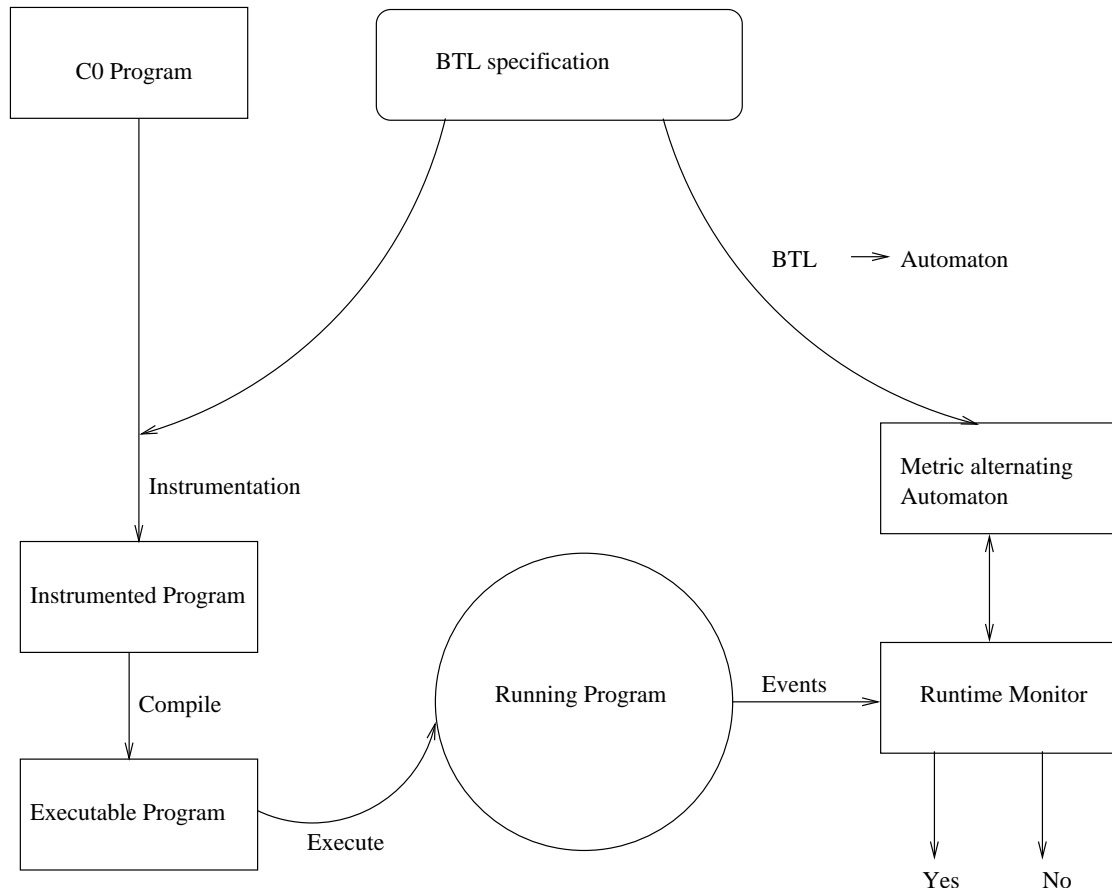 C0 Program
BTL specification
BTL
Automaton
Instrumentation
Metric alternating
Automaton
Instrumented Program
Compile
Running Program
Events
Runtime Monitor
Executable Program
Execute
Yes
No